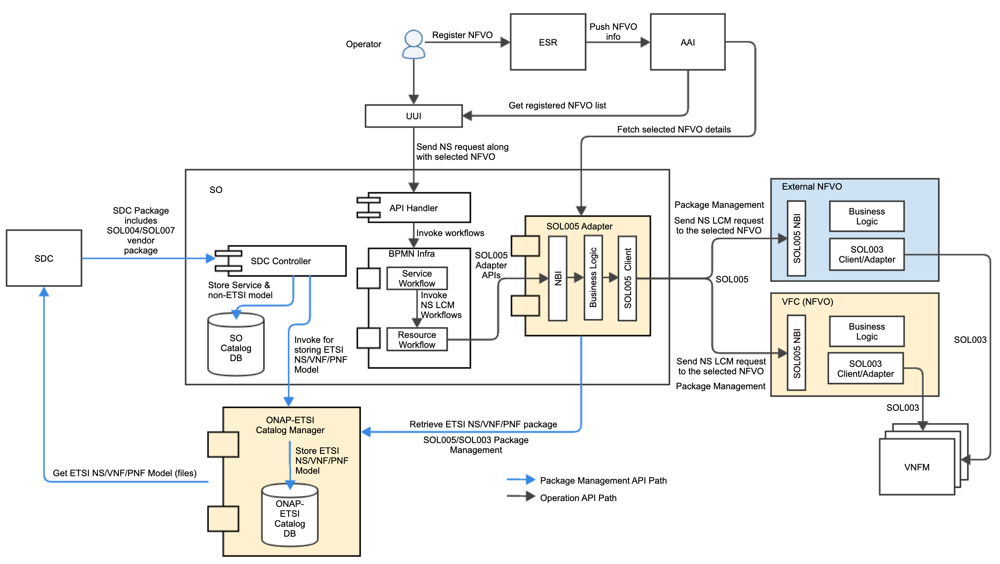 Operator
Register NFVO
ESR
Push NFVO
info
AAI
UUI
Get registered NFVO list
Fetch selected NFVO details
Send NS request along
with selected NFVO
SO
API Handler
Invoke workflows
SDC Package
includes
SOL004/SOL007
vendor
package
SDC
SDC Controller
Store Service &
non-ETSI model
SO
Catalog
DB
Invoke for
storing ETSI
NS/VNF/PNF
Model
BPMN Infra
Service
Workflow
Invoke
NS LCM
Workflows
Resource
Workflow
SOL005
Adapter
APIs
SOL005 Adapter
NBI
Business Logic
SOL005 Client
Package Management
Send NS LCM request
to the selected NFVO
SOL005
External NFVO
SOL005 NBI
Business
Logic
SOL003
Client/Adapter
VFC (NFVO)
SOL005 NBI
Business
Logic
SOL003
Client/Adapter
Send NS LCM request
to the selected NFVO
Package Management
SOL003
SOL003
VNFM
ONAP-ETSI
Catalog Manager
Store ETSI
NS/VNF/PNF
Model
ONAP-
ETSI
Catalog
DB
Retrieve ETSI NS/VNF/PNF package
SOL005/SOL003 Package
Management
Get ETSI NS/VNF/PNF Model (files)
Package Management API Path
Operation API Path